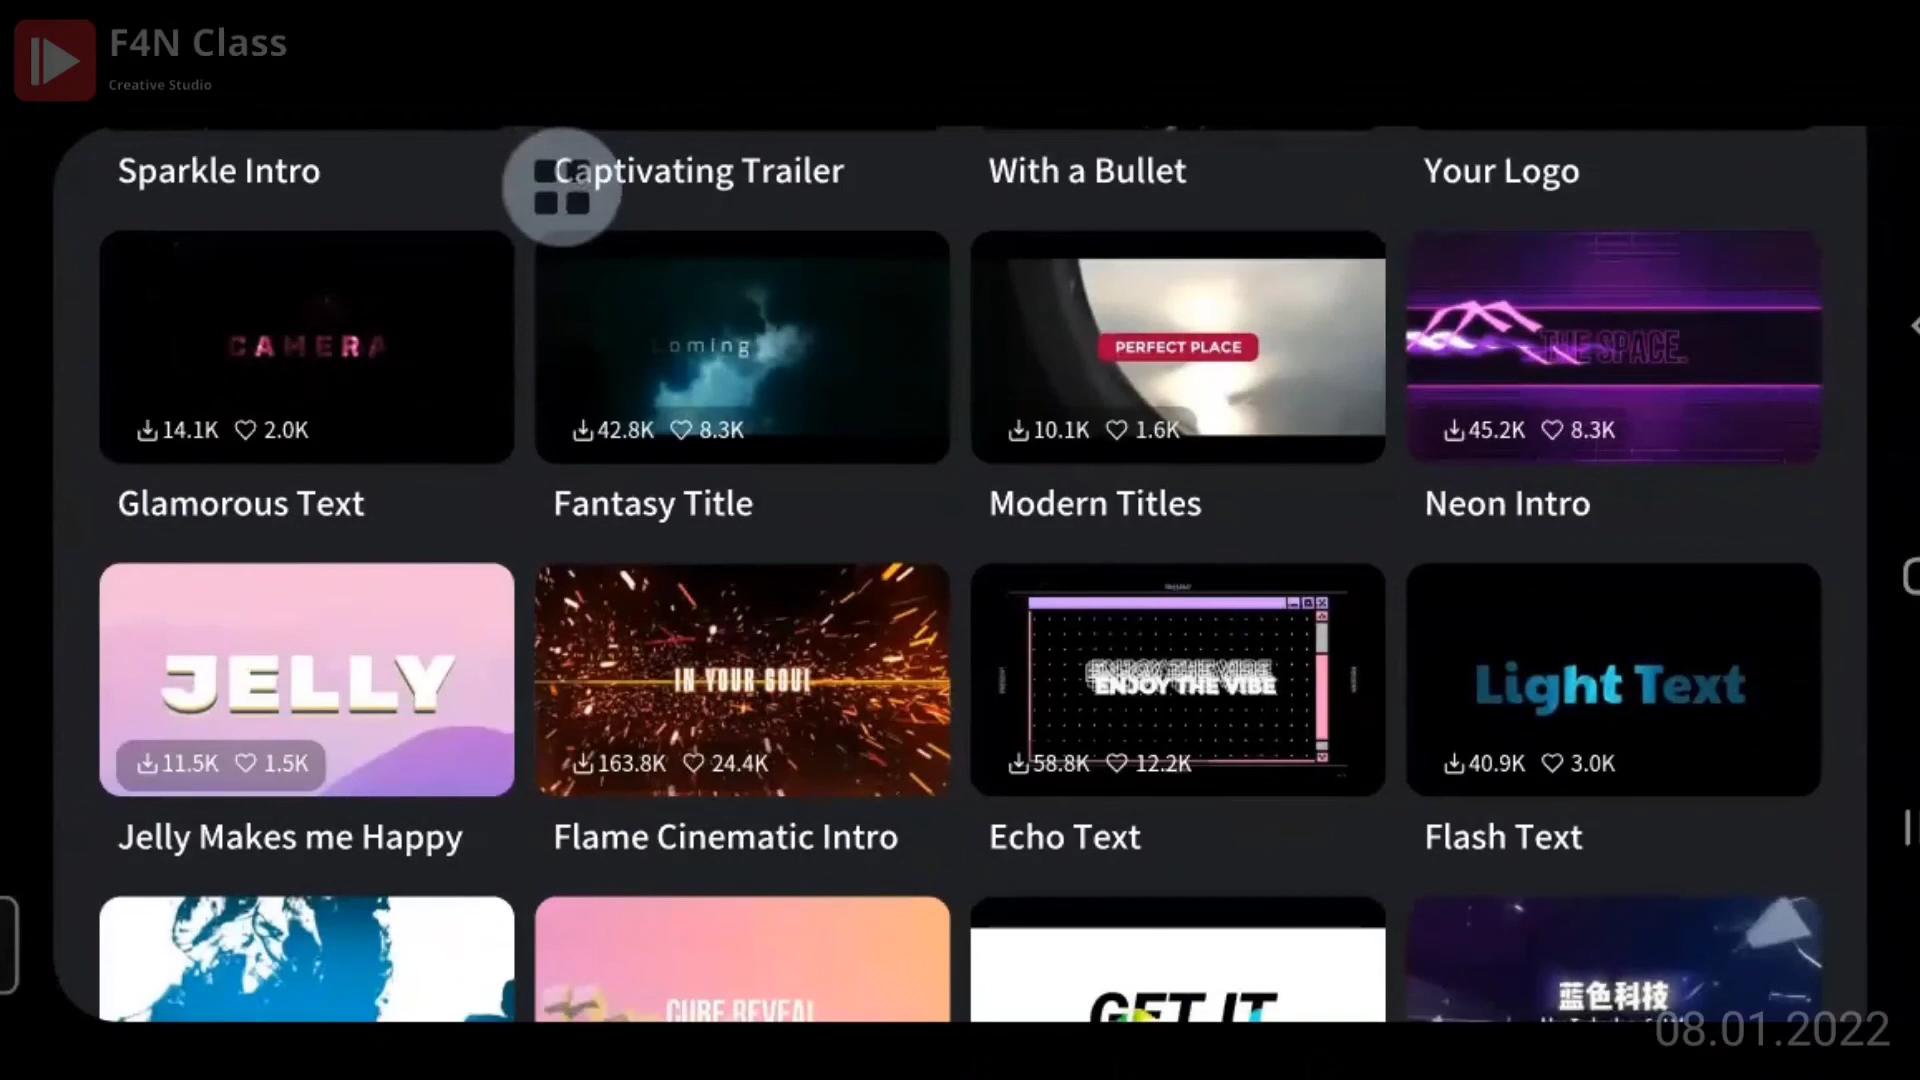 F4N Class
Creative Studio
Sparkle Intro
Captivating Trailer
With a Bullet
Your Logo
CAMERA
oming
PERFECT PLACE
THE SPACE.
14.1K 2.0K
42.8K 8.3K
10.1K 1.6K
45.2K 8.3K
Glamorous Text
Fantasy Title
Modern Titles
Neon Intro
JELLY
IN YOUR SOUL
ENJOY THE VIBE
ENJOY THE VIBE
Light Text
11.5K 1.5K
163.8K 24.4K
58.8K 12.2K
40.9K 3.0K
Jelly Makes me Happy
Flame Cinematic Intro
Echo Text
Flash Text
CUBE REVEAL
GET IT
蓝色科技
08.01.2022